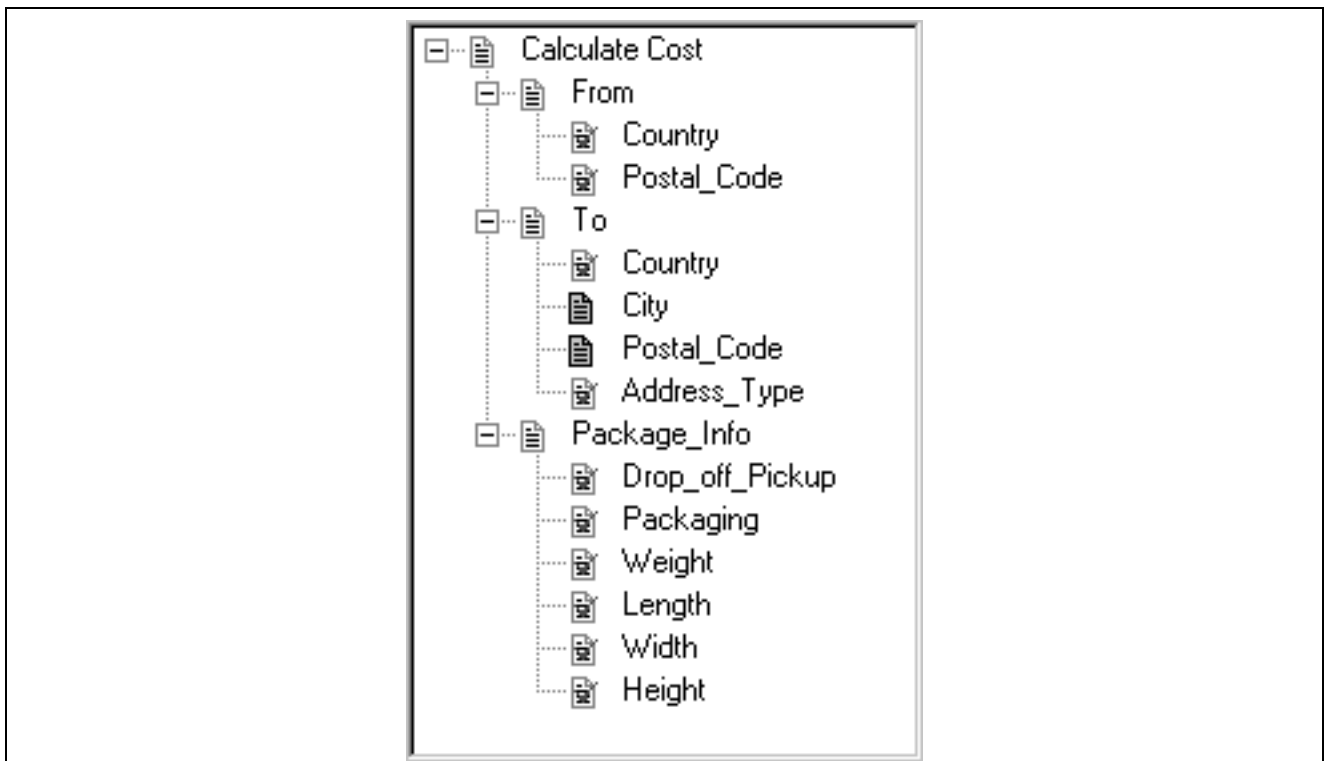 Calculate Cost
From
Country
Postal_Code
To
Country
City
Postal_Code
Address_Type
Package_Info
Drop_off_Pickup
Packaging
Weight
Length
Width
Height